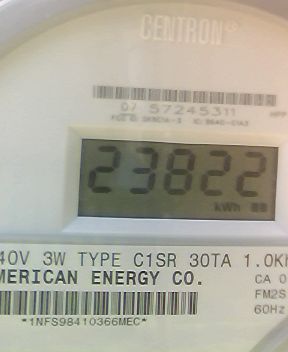 CENTRON®
07 57245311
23822
kWh
40V 3W TYPE C1SR 30TA 1.0K
MERICAN ENERGY CO.
CA 0
FM2S
60Hz
*1NFS98410366MEC*